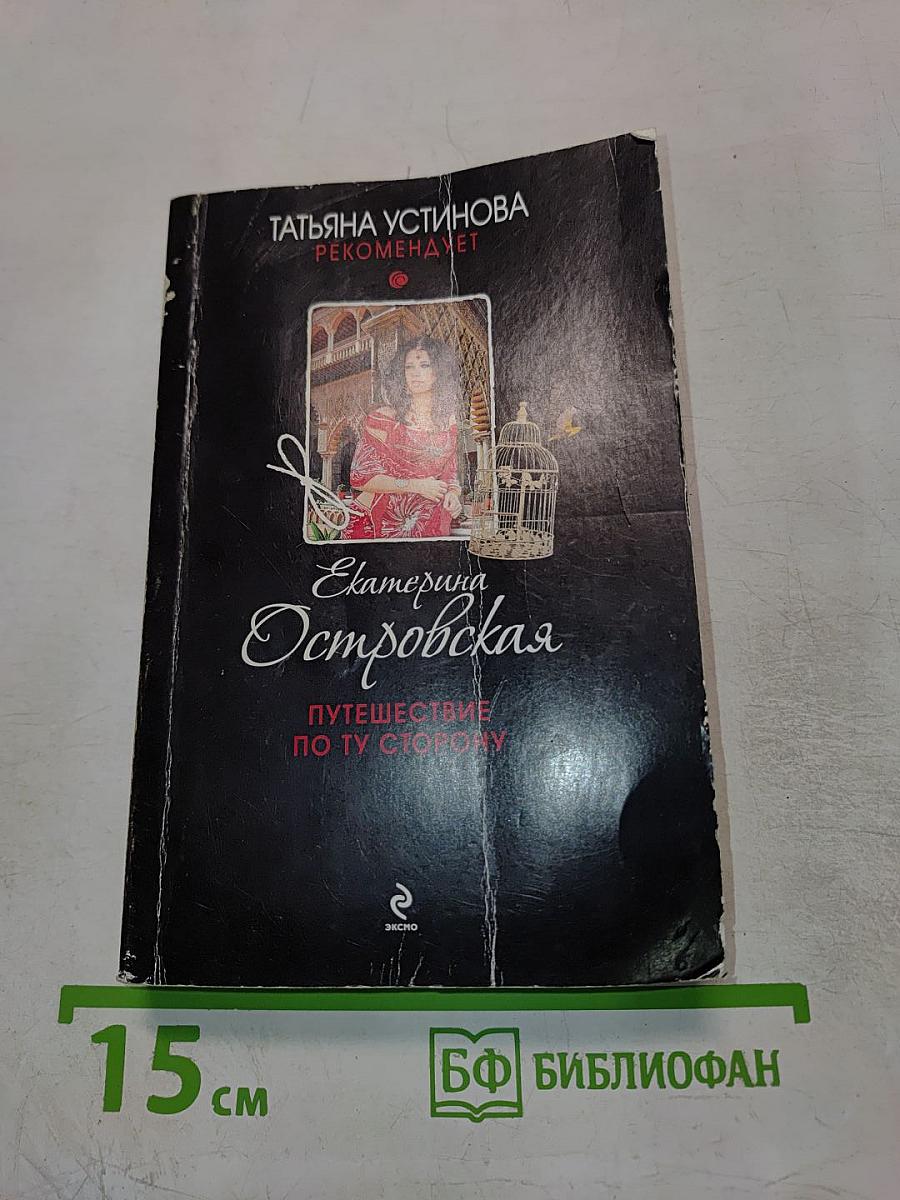 ТАТЬЯНА УСТИНОВА
РЕКОМЕНДУЕТ
Екатерина
Островская
ПУТЕШЕСТВИЕ
ПО ТУ СТОРОНУ
ЭКСМО
15 см
БФ БИБЛИОФАН